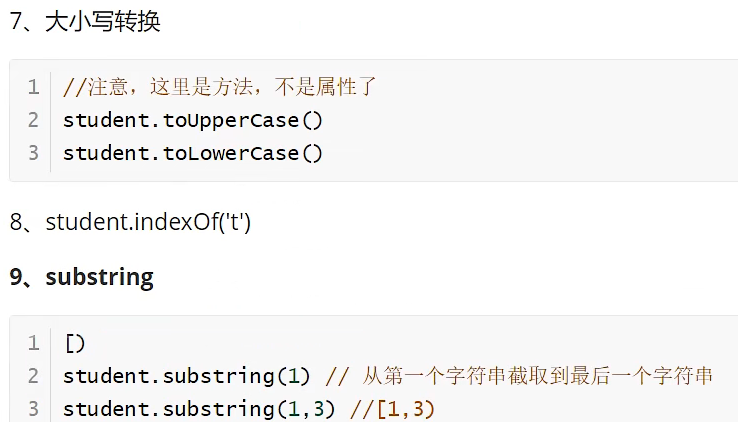 7、大小写转换
1 //注意，这里是方法，不是属性了
2 student.toUpperCase()
3 student.toLowerCase()
8、student.indexOf('t')
9、substring
1 [)
2 student.substring(1) // 从第一个字符串截取到最后一个字符串
3 student.substring(1,3) //[1,3)